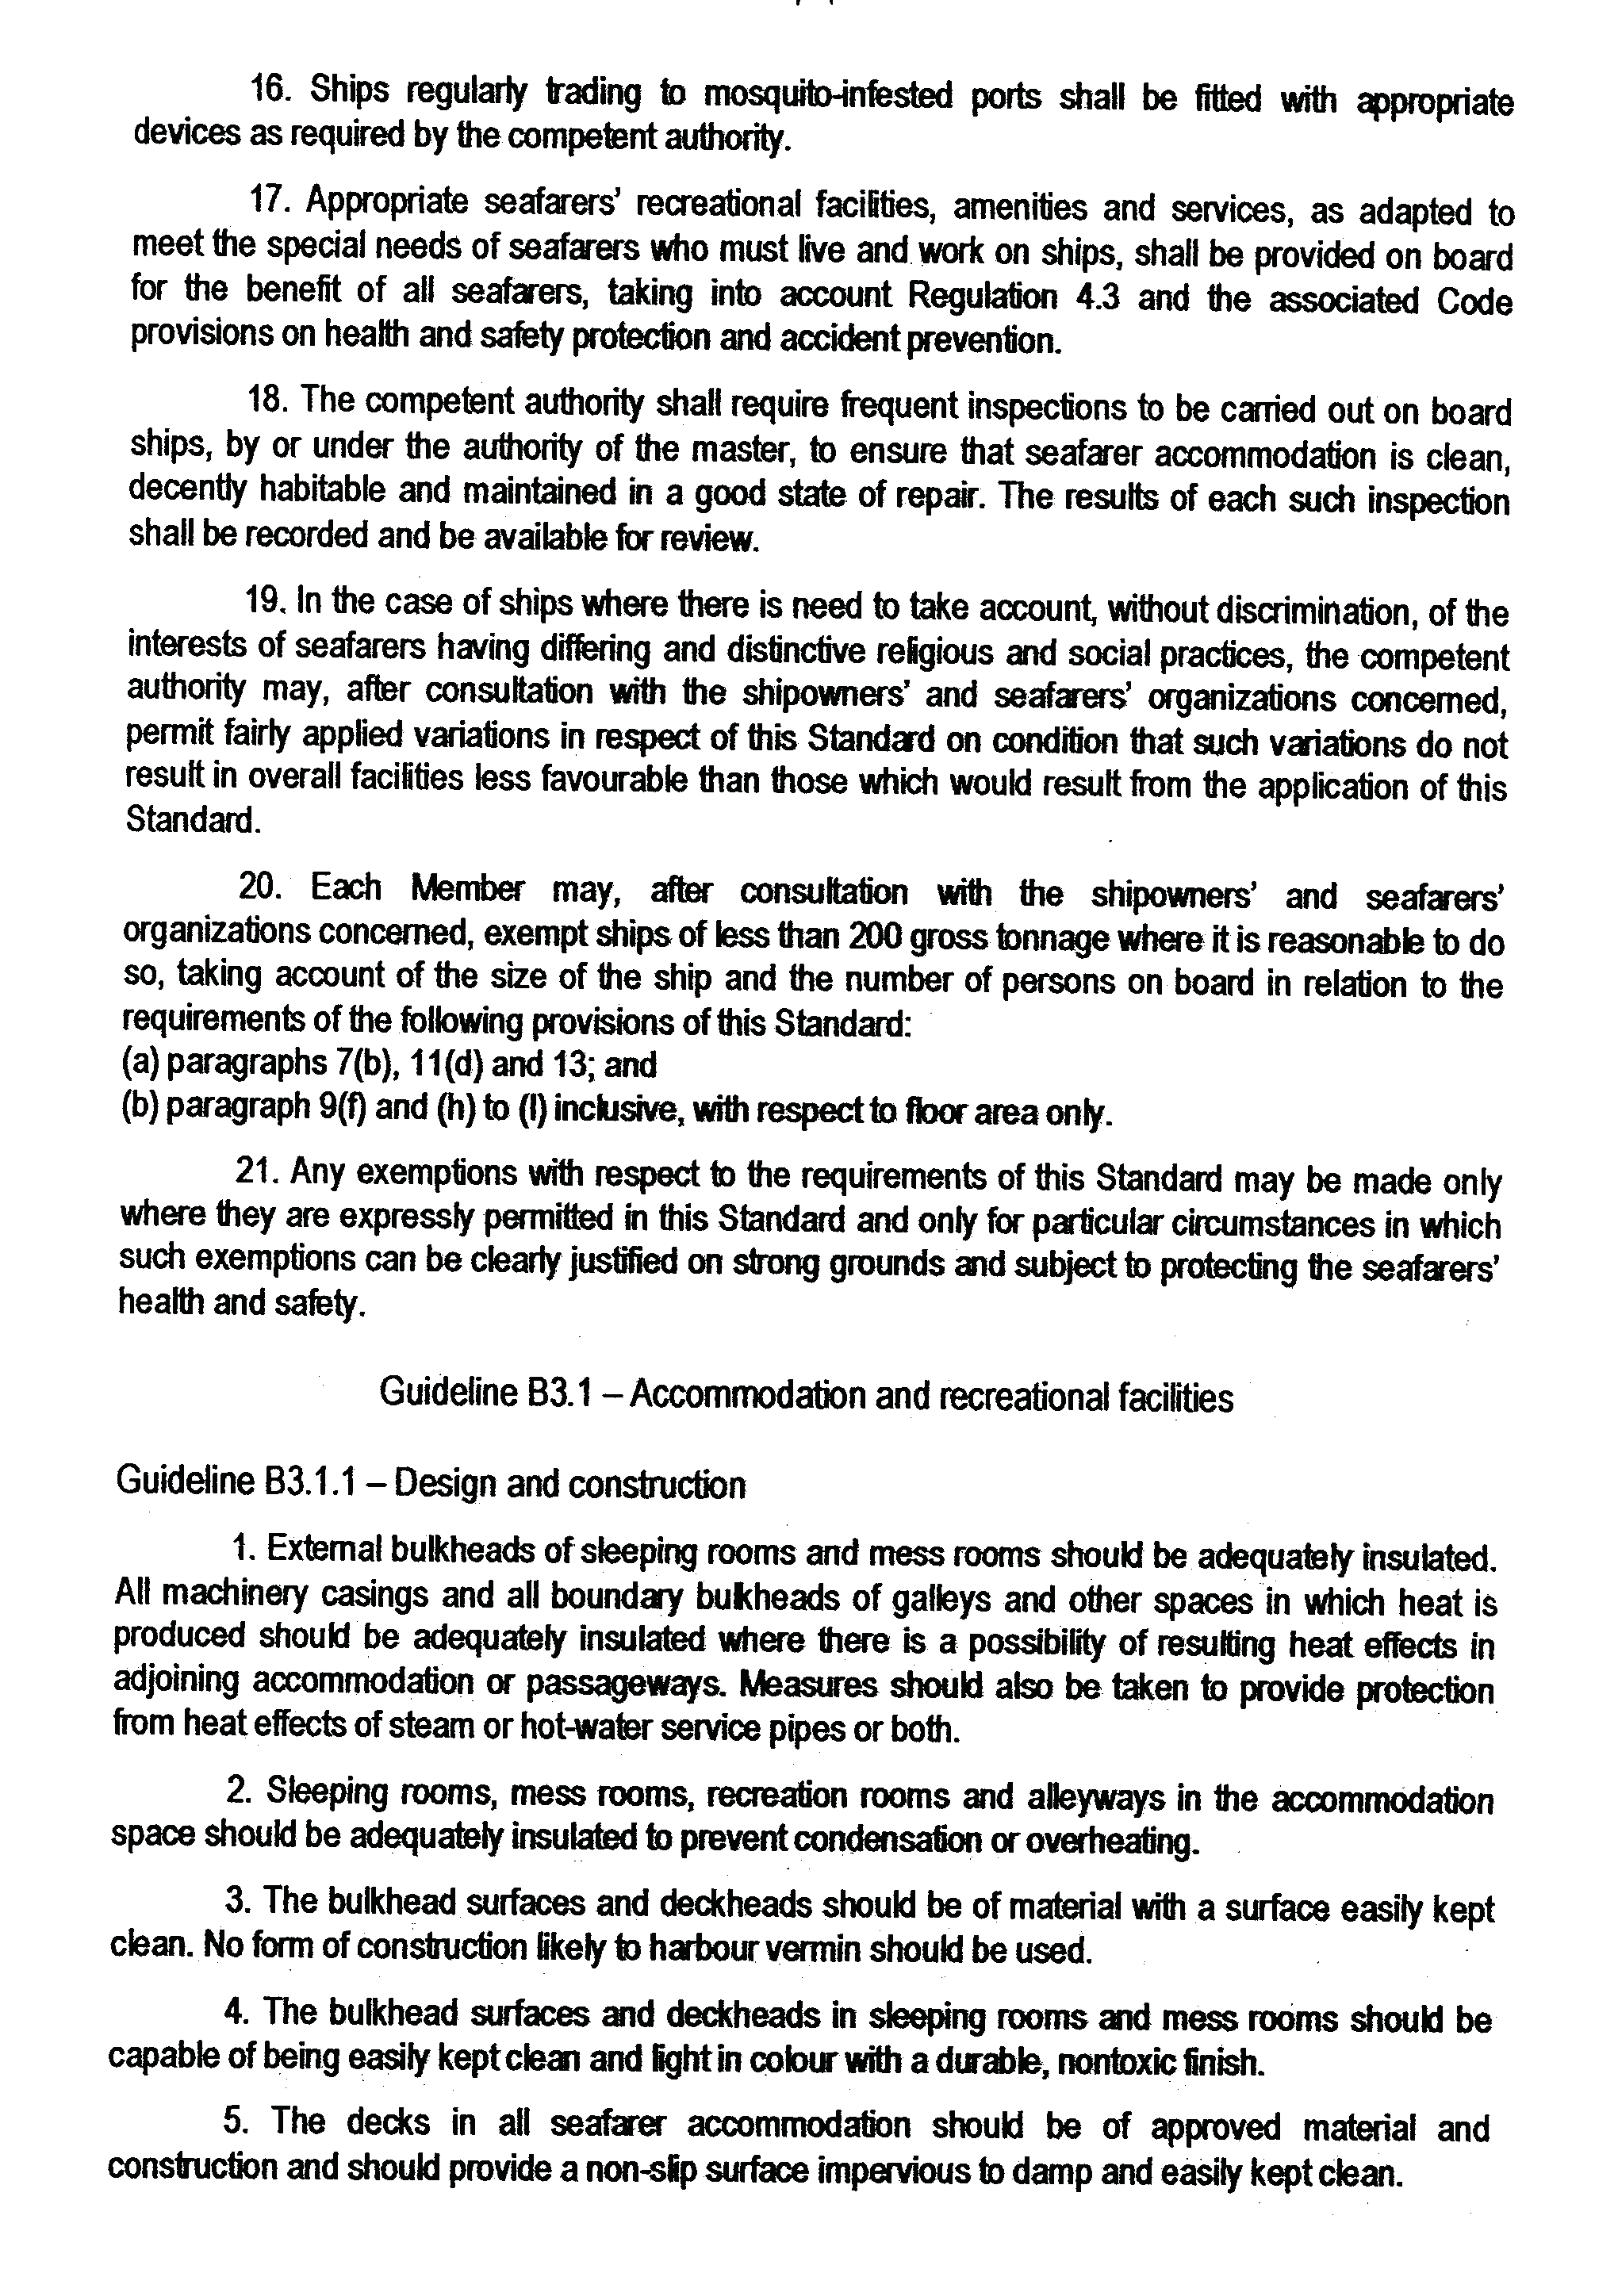 16. Ships regularly trading to mosquito-infested ports shall be fitted with appropriate
devices as required by the competent authority.
17. Appropriate seafarers' recreational facilities, amenities and services, as adapted to
meet the special needs of seafarers who must live and work on ships, shall be provided on board
for the benefit of all seafarers, taking into account Regulation 4.3 and the associated Code
provisions on health and safety protection and accident prevention.
18. The competent authority shall require frequent inspections to be carried out on board
ships, by or under the authority of the master, to ensure that seafarer accommodation is clean,
decently habitable and maintained in a good state of repair. The results of each such inspection
shall be recorded and be available for review.
19. In the case of ships where there is need to take account, without discrimination, of the
interests of seafarers having differing and distinctive religious and social practices, the competent
authority may, after consultation with the shipowners' and seafarers' organizations concerned,
permit fairly applied variations in respect of this Standard on condition that such variations do not
result in overall facilities less favourable than those which would result from the application of this
Standard.
20. Each Member may, after consultation with the shipowners' and seafarers'
organizations concerned, exempt ships of less than 200 gross tonnage where it is reasonable to do
so, taking account of the size of the ship and the number of persons on board in relation to the
requirements of the following provisions of this Standard:
(a) paragraphs 7(b), 11(d) and 13; and
(b) paragraph 9(f) and (h) to (l) inclusive, with respect to floor area only.
21. Any exemptions with respect to the requirements of this Standard may be made only
where they are expressly permitted in this Standard and only for particular circumstances in which
such exemptions can be clearly justified on strong grounds and subject to protecting the seafarers'
health and safety.
Guideline B3.1 – Accommodation and recreational facilities
Guideline B3.1.1 – Design and construction
1. External bulkheads of sleeping rooms and mess rooms should be adequately insulated.
All machinery casings and all boundary bulkheads of galleys and other spaces in which heat is
produced should be adequately insulated where there is a possibility of resulting heat effects in
adjoining accommodation or passageways. Measures should also be taken to provide protection
from heat effects of steam or hot-water service pipes or both.
2. Sleeping rooms, mess rooms, recreation rooms and alleyways in the accommodation
space should be adequately insulated to prevent condensation or overheating.
3. The bulkhead surfaces and deckheads should be of material with a surface easily kept
clean. No form of construction likely to harbour vermin should be used.
4. The bulkhead surfaces and deckheads in sleeping rooms and mess rooms should be
capable of being easily kept clean and light in colour with a durable, nontoxic finish.
5. The decks in all seafarer accommodation should be of approved material and
construction and should provide a non-slip surface impervious to damp and easily kept clean.